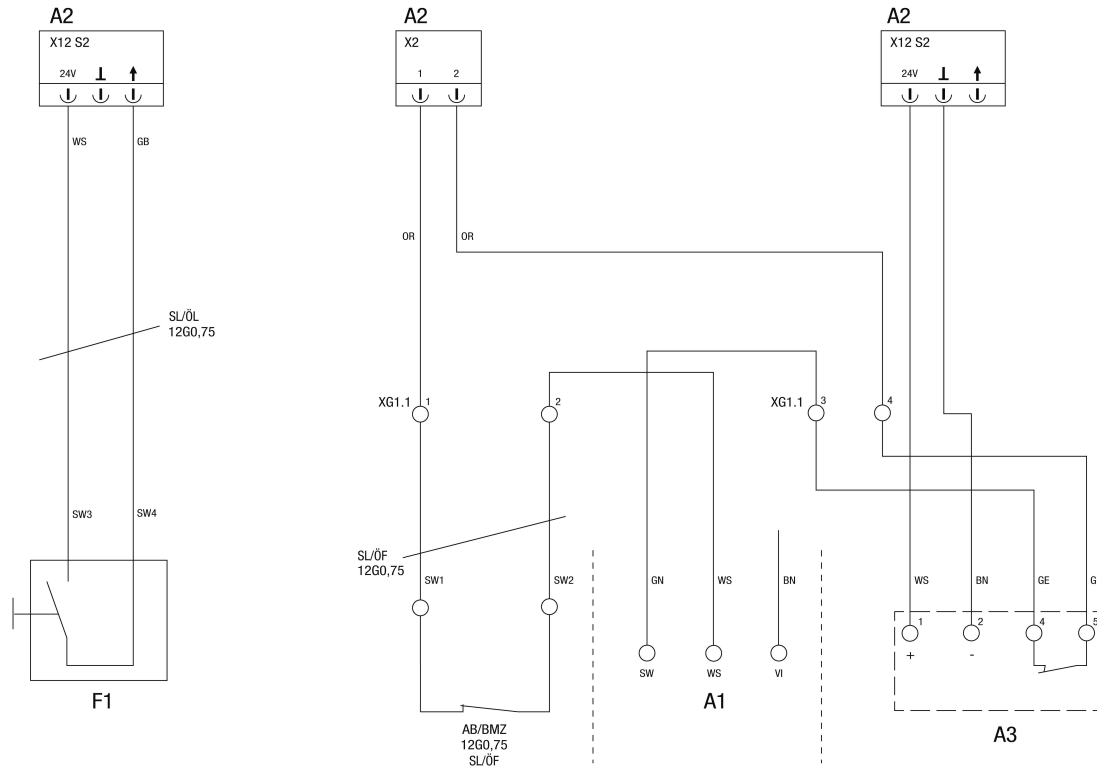 A2
A2
A2
X12 S2
X2
X12 S2
24V
1
2
24V
WS
GB
OR
OR
SL/ÖL
12G0,75
XG1.1
1
2
XG1.1
3
4
SW3
SW4
SL/ÖF
12G0,75
SW1
SW2
GN
WS
BN
WS
BN
GE
G
1
2
4
5
+
-
SW
WS
VI
F1
A1
A3
AB/BMZ
12G0,75
SL/ÖF